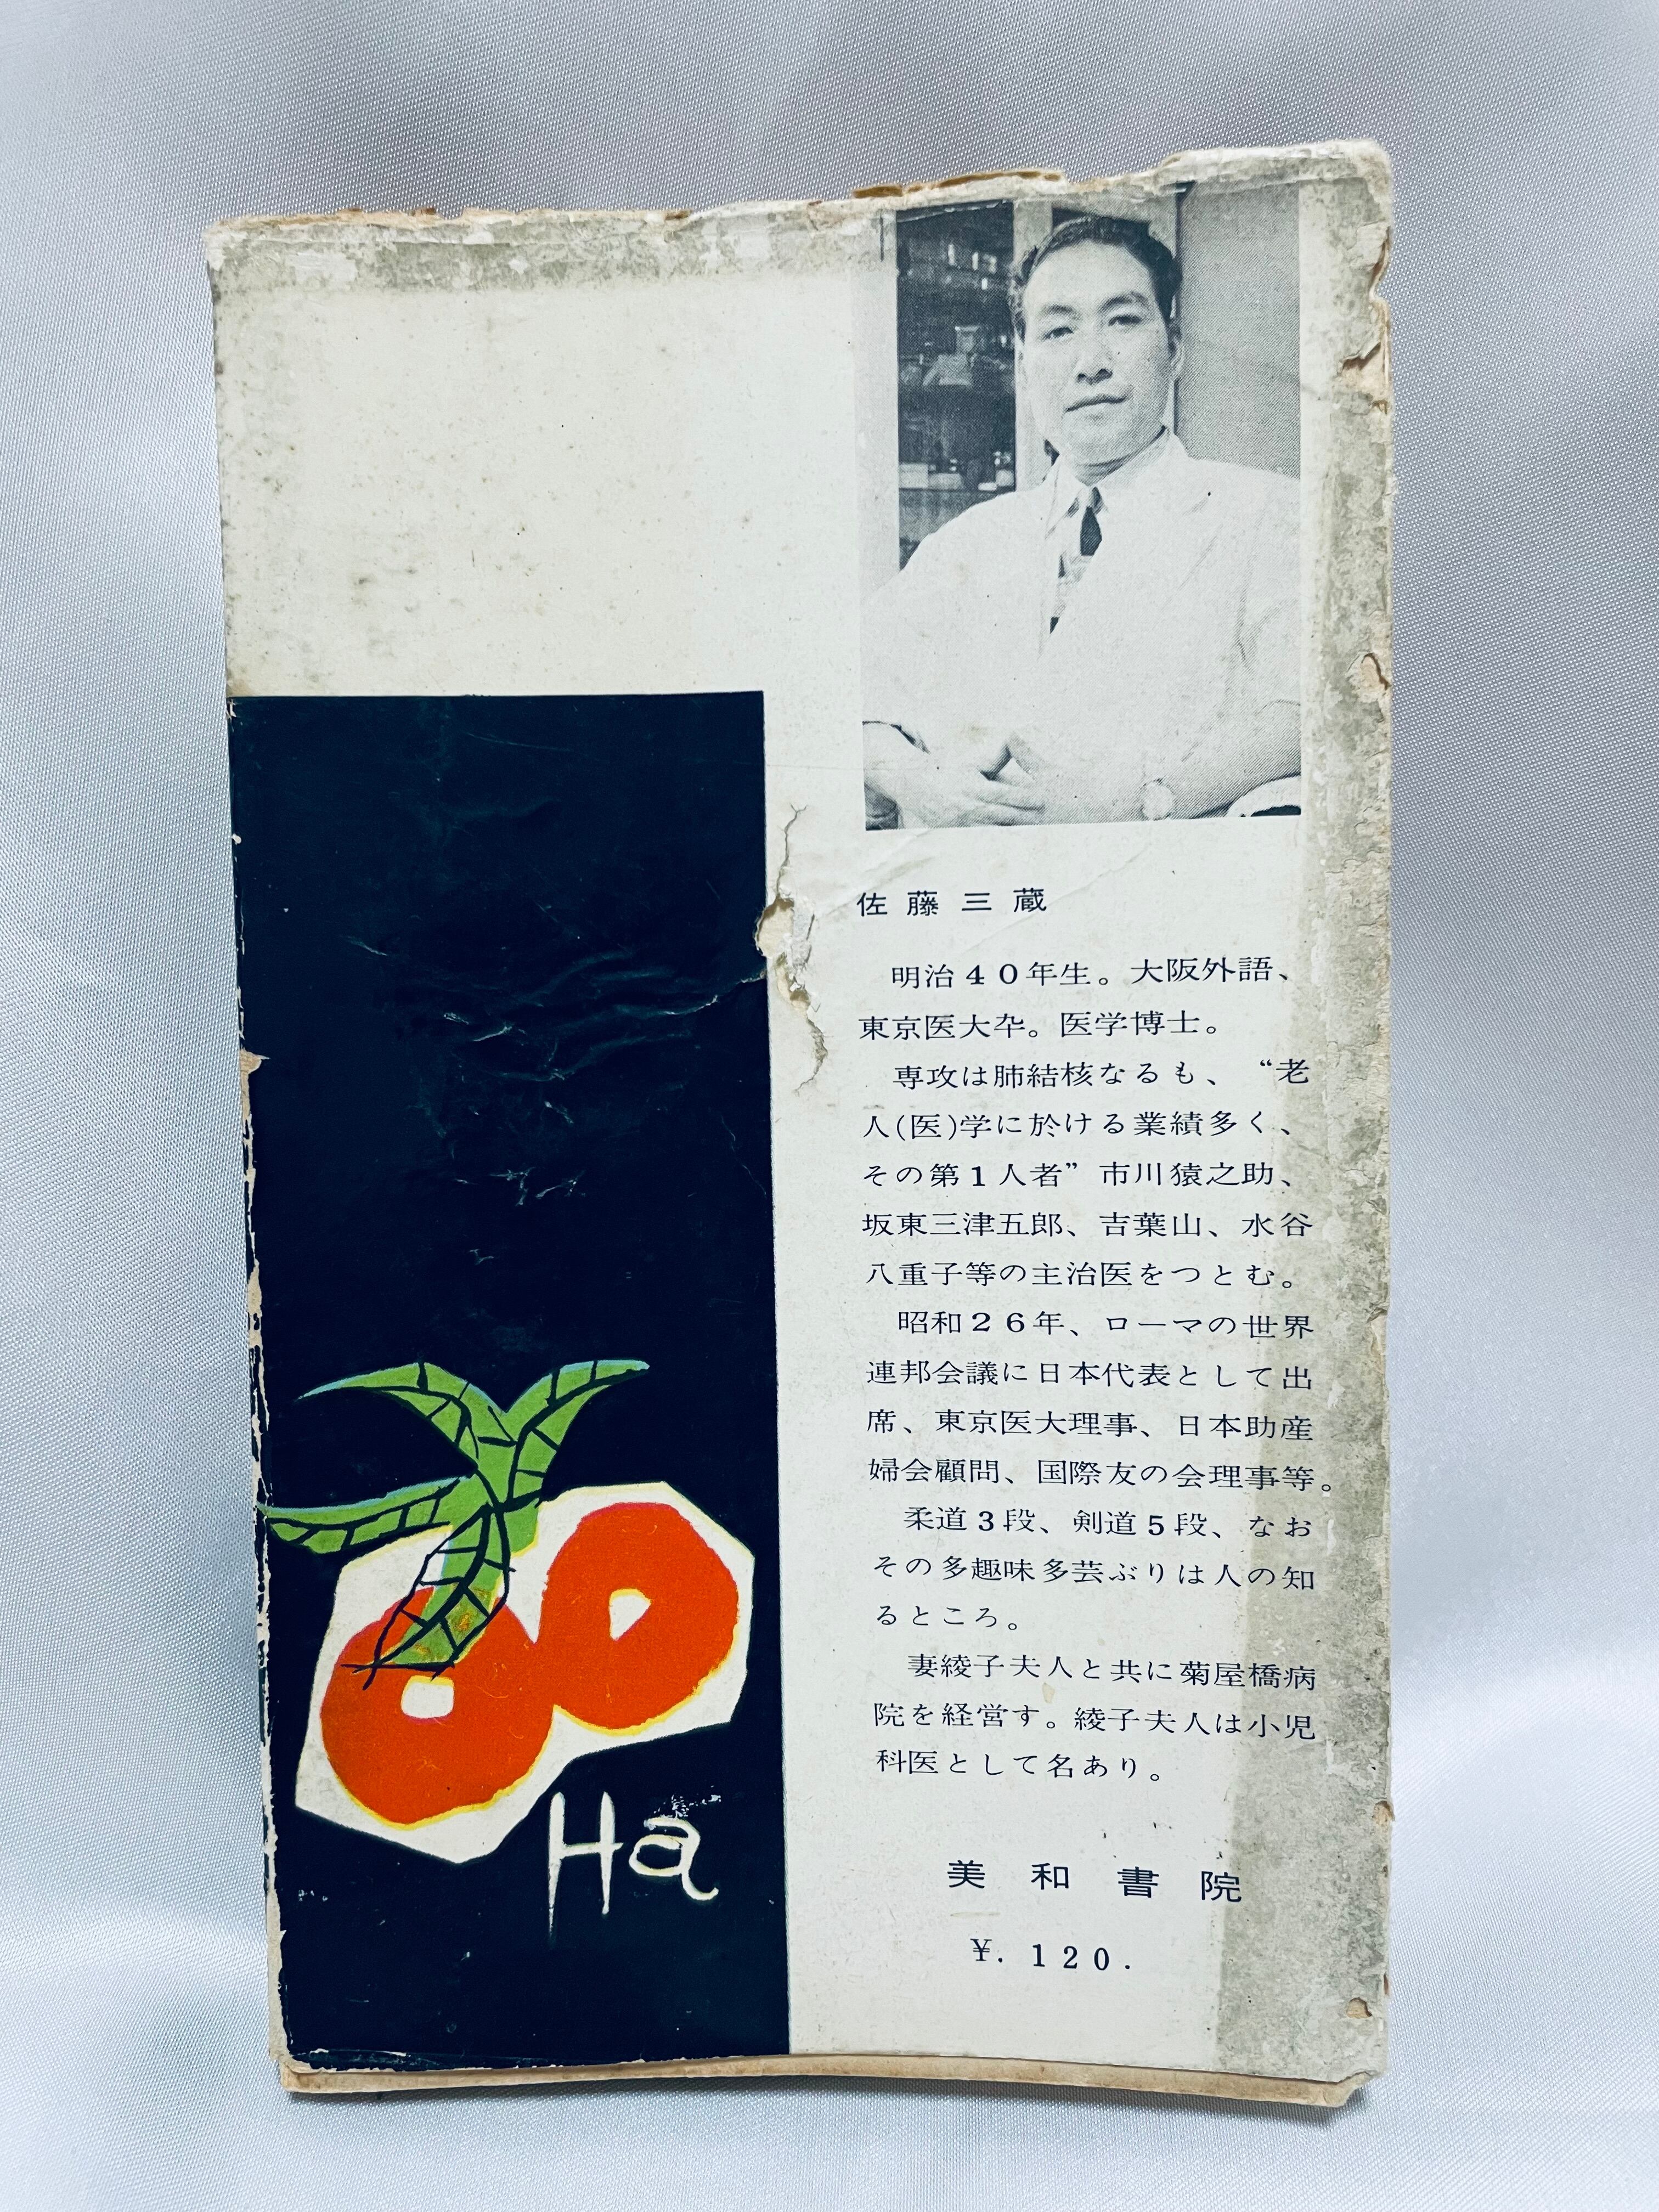 佐藤三蔵
明治40年生。大阪外語、
東京医大卒。医学博士。
専攻は肺結核なるも、“老
人(医)学に於ける業績多く、
その第1人者”市川猿之助、
坂東三津五郎、吉葉山、水谷
八重子等の主治医をつとむ。
昭和26年、ローマの世界
連邦会議に日本代表として出
席、東京医大理事、日本助産
婦会顧問、国際友の会理事等。
柔道3段、剣道5段、なお
その多趣味多芸ぶりは人の知
るところ。
妻綾子夫人と共に菊屋橋病
院を経営す。綾子夫人は小児
科医として名あり。
美和書院
¥.120.
Ha